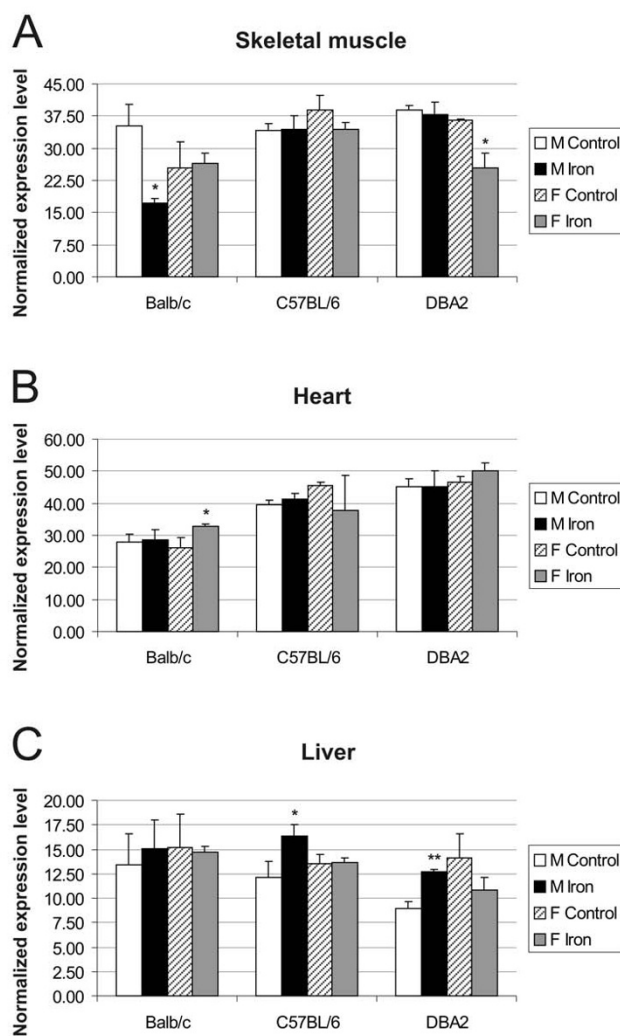 A
Skeletal muscle
Normalized expression level
45.00
37.50
30.00
22.50
15.00
7.50
0.00
*
*
Balb/c C57BL/6 DBA2
M Control
M Iron
F Control
F Iron
B
Heart
Normalized expression level
60.00
50.00
40.00
30.00
20.00
10.00
0.00
*
Balb/c C57BL/6 DBA2
M Control
M Iron
F Control
F Iron
C
Liver
Normalized expression level
20.00
17.50
15.00
12.50
10.00
7.50
5.00
2.50
0.00
*
**
Balb/c C57BL/6 DBA2
M Control
M Iron
F Control
F Iron